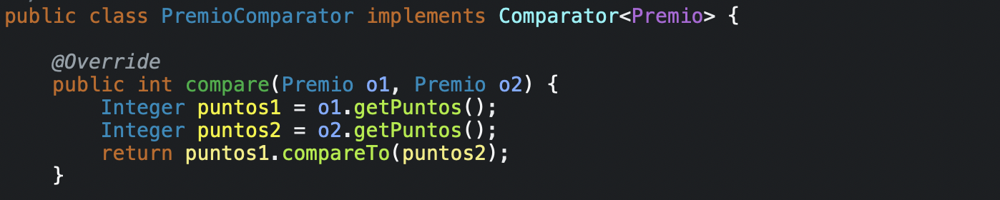 public class PremioComparator implements Comparator<Premio> {
@Override
public int compare(Premio o1, Premio o2) {
Integer puntos1 = o1.getPuntos();
Integer puntos2 = o2.getPuntos();
return puntos1.compareTo(puntos2);
}